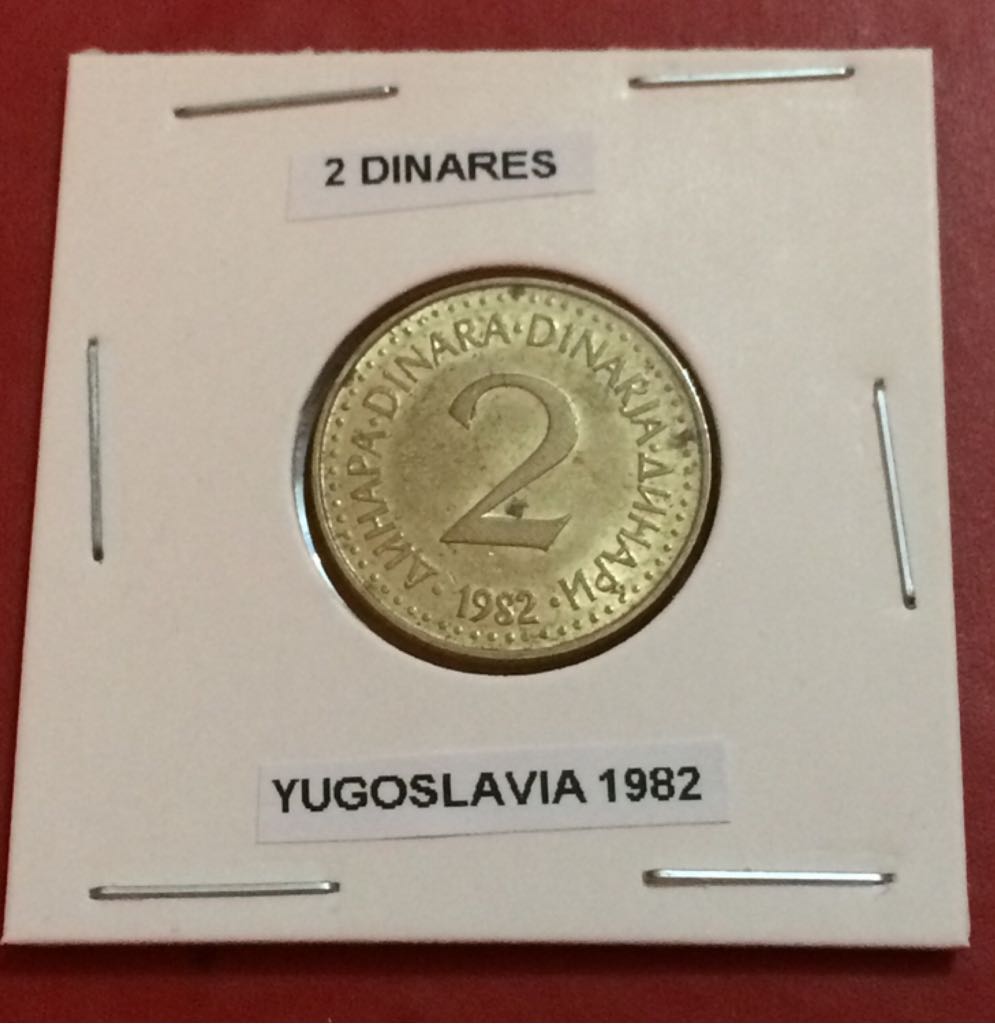 2 DINARES
ДИНАРА · DINARA · DINARJA · ДИНАРИ ·
2
1982
YUGOSLAVIA 1982